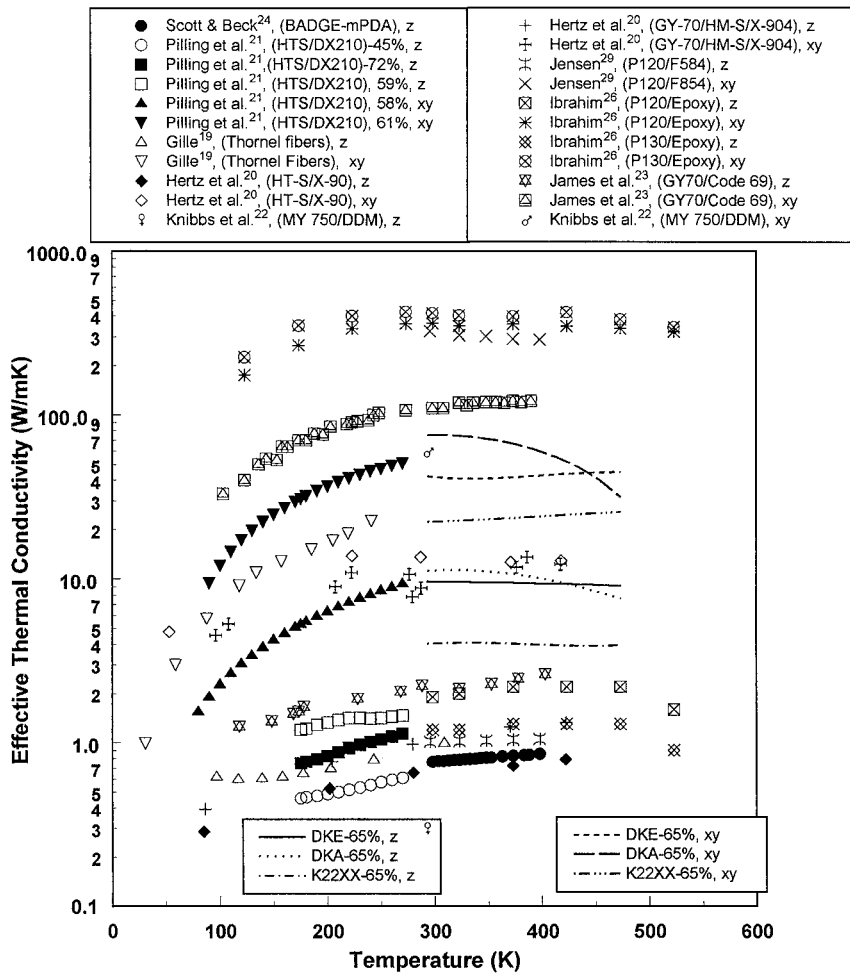 Scott & Beck24, (BADGE-mPDA), z
Pilling et al.21, (HTS/DX210)-45%, z
Pilling et al.21,(HTS/DX210)-72%, z
Pilling et al.21, (HTS/DX210), 59%, z
Pilling et al.21, (HTS/DX210), 58%, xy
Pilling et al.21, (HTS/DX210), 61%, xy
Gille19, (Thornel fibers), z
Gille19, (Thornel Fibers), xy
Hertz et al.20, (HT-S/X-90), z
Hertz et al.20, (HT-S/X-90), xy
Knibbs et al.22, (MY 750/DDM), z
Hertz et al.20, (GY-70/HM-S/X-904), z
Hertz et al.20, (GY-70/HM-S/X-904), xy
Jensen29, (P120/F584), z
Jensen29, (P120/F854), xy
Ibrahim26, (P120/Epoxy), z
Ibrahim26, (P120/Epoxy), xy
Ibrahim26, (P130/Epoxy), z
Ibrahim26, (P130/Epoxy), xy
James et al.23, (GY70/Code 69), z
James et al.23, (GY70/Code 69), xy
Knibbs et al.22, (MY 750/DDM), xy
Effective Thermal Conductivity (W/mK)
1000.0
9
7
5
4
3
2
100.0
9
7
5
4
3
2
10.0
9
7
5
4
3
2
1.0
9
7
5
4
3
2
0.1
DKE-65%, z
DKA-65%, z
K22XX-65%, z
DKE-65%, xy
DKA-65%, xy
K22XX-65%, xy
0 100 200 300 400 500 600
Temperature (K)